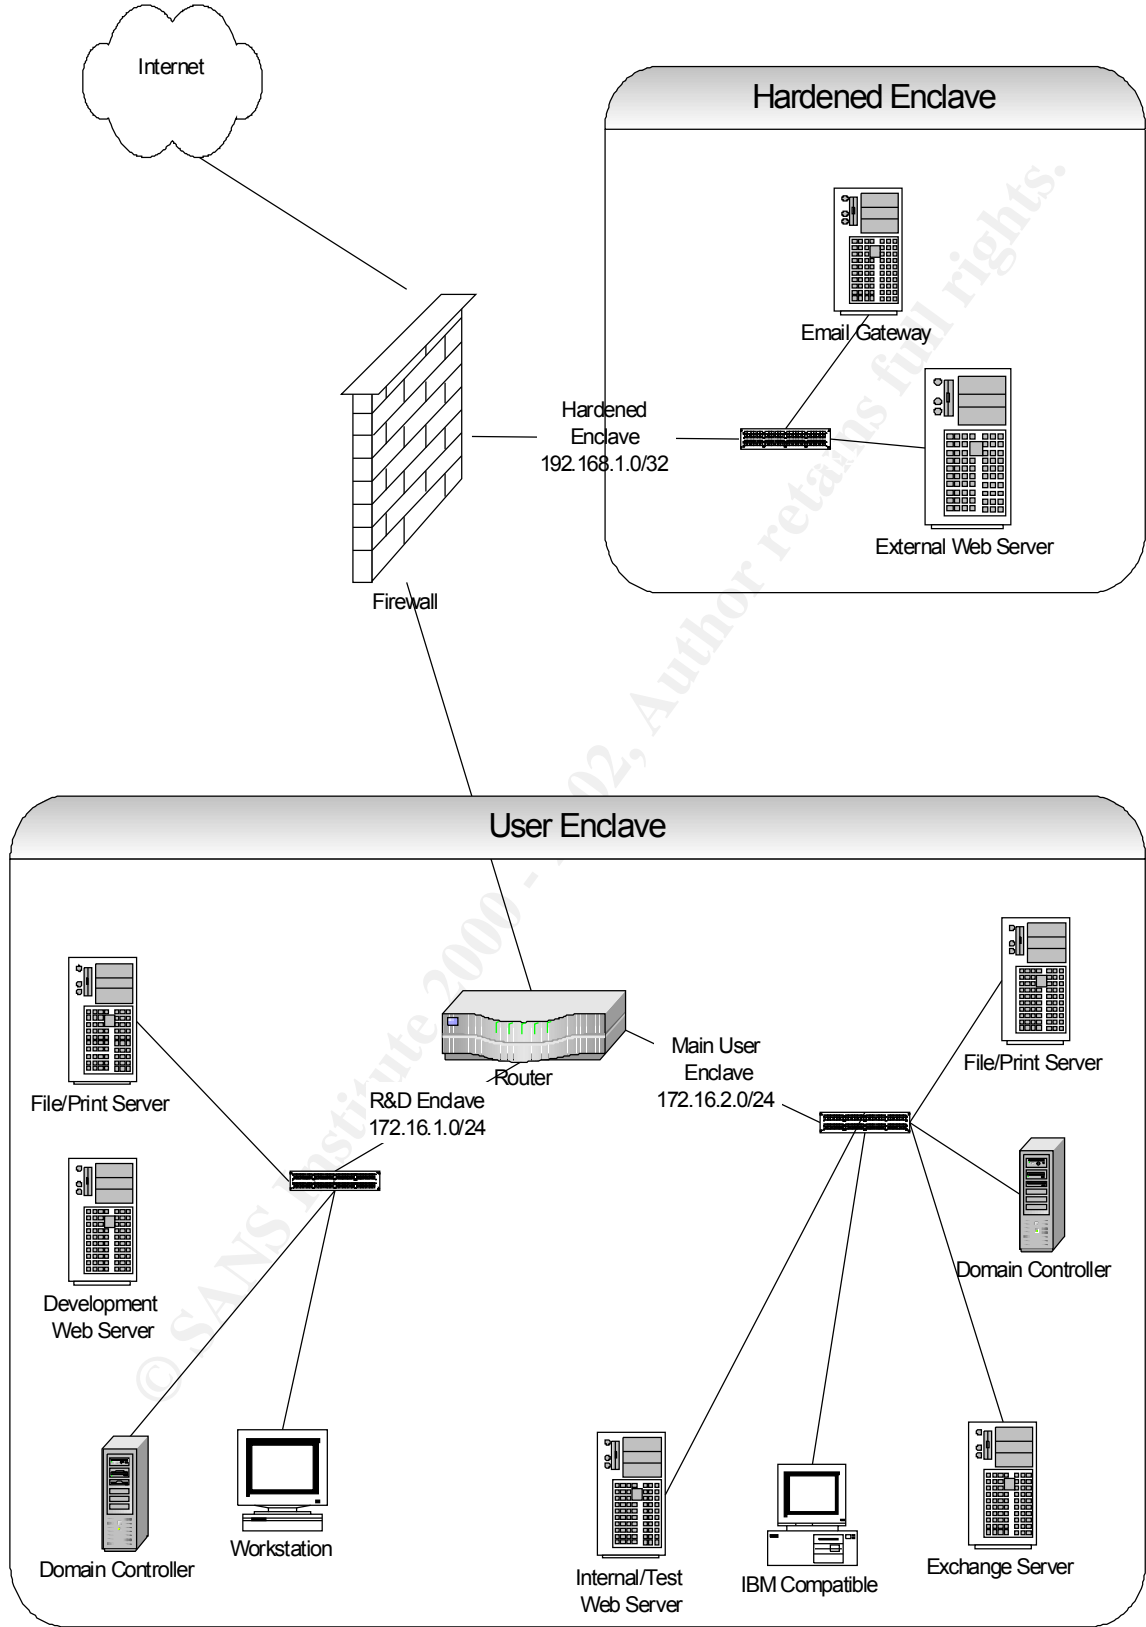 Internet
Hardened Enclave
Email Gateway
Hardened
Enclave
192.168.1.0/32
External Web Server
Firewall
User Enclave
File/Print Server
Router
Main User
Enclave
172.16.2.0/24
File/Print Server
R&D Enclave
172.16.1.0/24
Development
Web Server
Domain Controller
Domain Controller
Workstation
Internal/Test
Web Server
IBM Compatible
Exchange Server
© SANS Institute 2000 - 2002, Author retains full rights.